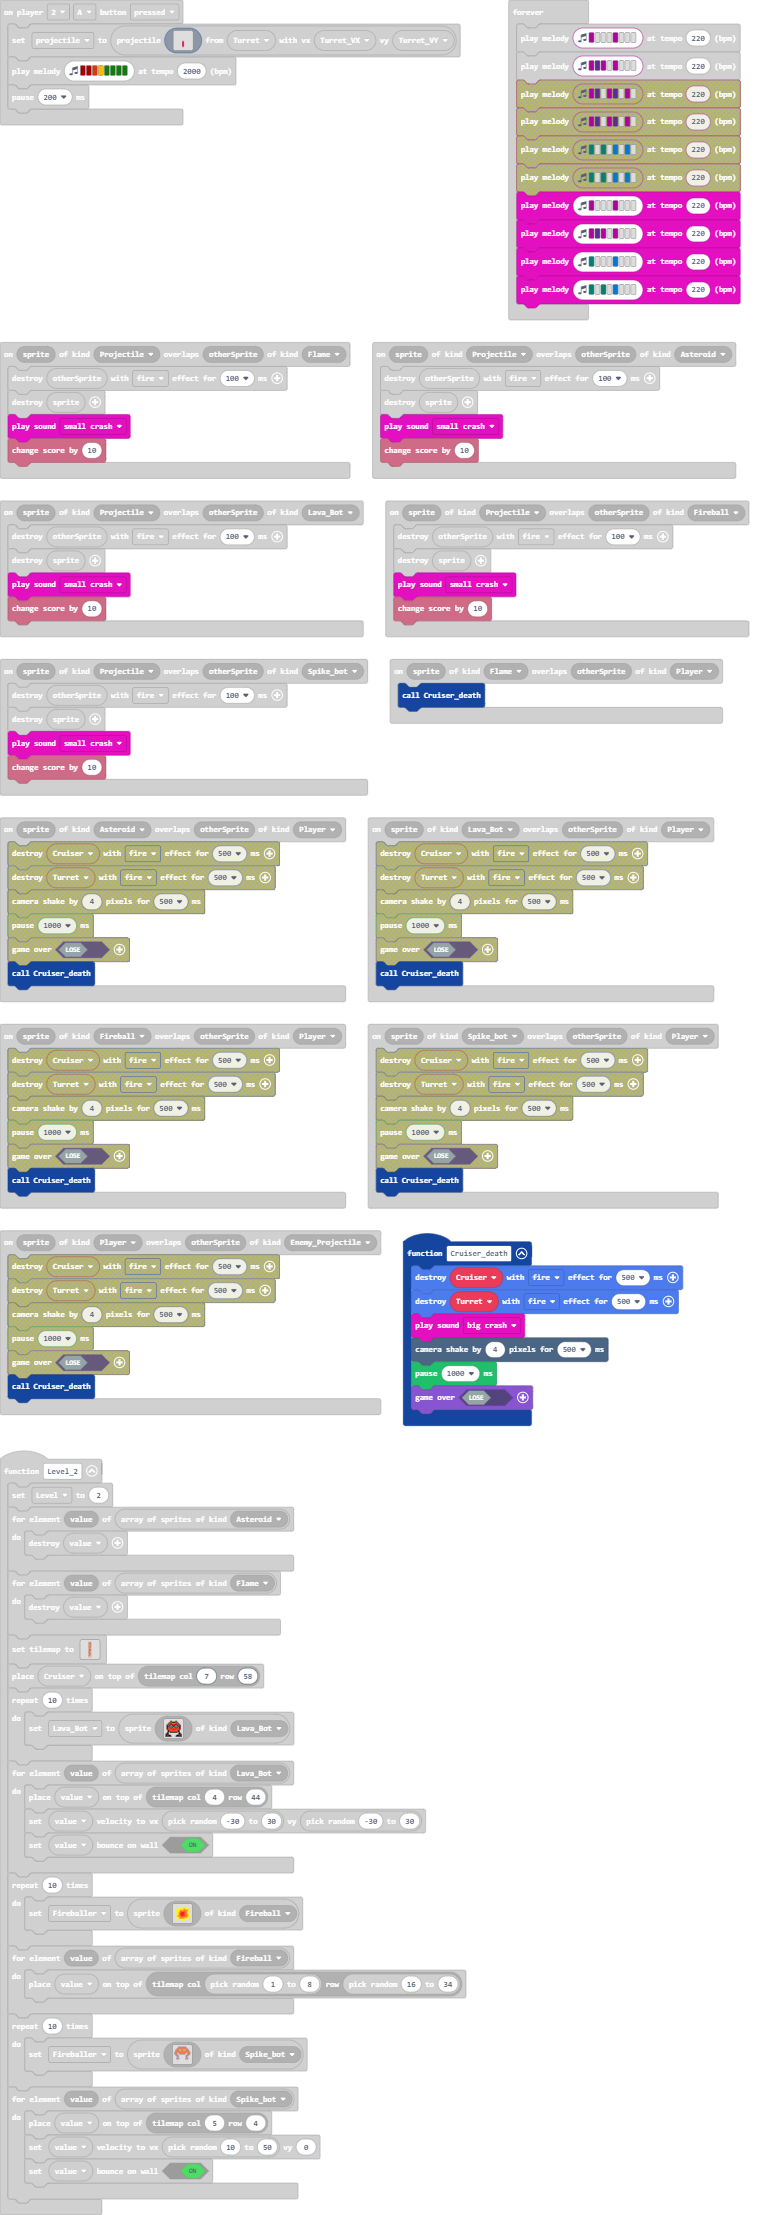 on player 2 A button pressed
set projectile to projectile from Turret with vx Turret_VX vy Turret_VY
play melody at tempo 2000 (bpm)
pause 200 ms
forever
play melody at tempo 220 (bpm)
play melody at tempo 220 (bpm)
play melody at tempo 220 (bpm)
play melody at tempo 220 (bpm)
play melody at tempo 220 (bpm)
play melody at tempo 220 (bpm)
play melody at tempo 220 (bpm)
play melody at tempo 220 (bpm)
play melody at tempo 220 (bpm)
play melody at tempo 220 (bpm)
on sprite of kind Projectile overlaps otherSprite of kind Flame
destroy otherSprite with fire effect for 100 ms
destroy sprite
play sound small crash
change score by 10
on sprite of kind Projectile overlaps otherSprite of kind Asteroid
destroy otherSprite with fire effect for 100 ms
destroy sprite
play sound small crash
change score by 10
on sprite of kind Projectile overlaps otherSprite of kind Lava_Bot
destroy otherSprite with fire effect for 100 ms
destroy sprite
play sound small crash
change score by 10
on sprite of kind Projectile overlaps otherSprite of kind Fireball
destroy otherSprite with fire effect for 100 ms
destroy sprite
play sound small crash
change score by 10
on sprite of kind Projectile overlaps otherSprite of kind Spike_bot
destroy otherSprite with fire effect for 100 ms
destroy sprite
play sound small crash
change score by 10
on sprite of kind Flame overlaps otherSprite of kind Player
call Cruiser_death
on sprite of kind Asteroid overlaps otherSprite of kind Player
destroy Cruiser with fire effect for 500 ms
destroy Turret with fire effect for 500 ms
camera shake by 4 pixels for 500 ms
pause 1000 ms
game over LOSE
call Cruiser_death
on sprite of kind Lava_Bot overlaps otherSprite of kind Player
destroy Cruiser with fire effect for 500 ms
destroy Turret with fire effect for 500 ms
camera shake by 4 pixels for 500 ms
pause 1000 ms
game over LOSE
call Cruiser_death
on sprite of kind Fireball overlaps otherSprite of kind Player
destroy Cruiser with fire effect for 500 ms
destroy Turret with fire effect for 500 ms
camera shake by 4 pixels for 500 ms
pause 1000 ms
game over LOSE
call Cruiser_death
on sprite of kind Spike_bot overlaps otherSprite of kind Player
destroy Cruiser with fire effect for 500 ms
destroy Turret with fire effect for 500 ms
camera shake by 4 pixels for 500 ms
pause 1000 ms
game over LOSE
call Cruiser_death
on sprite of kind Player overlaps otherSprite of kind Enemy_Projectile
destroy Cruiser with fire effect for 500 ms
destroy Turret with fire effect for 500 ms
camera shake by 4 pixels for 500 ms
pause 1000 ms
game over LOSE
call Cruiser_death
function Cruiser_death
destroy Cruiser with fire effect for 500 ms
destroy Turret with fire effect for 500 ms
play sound big crash
camera shake by 4 pixels for 500 ms
pause 1000 ms
game over LOSE
function Level_2
set Level to 2
for element value of array of sprites of kind Asteroid
do destroy value
for element value of array of sprites of kind Flame
do destroy value
set tilemap to
place Cruiser on top of tilemap col 7 row 58
repeat 10 times
do set Lava_Bot to sprite of kind Lava_Bot
for element value of array of sprites of kind Lava_Bot
do place value on top of tilemap col 4 row 44
set value velocity to vx pick random -30 to 30 vy pick random -30 to 30
set value bounce on wall ON
repeat 10 times
do set Fireballer to sprite of kind Fireball
for element value of array of sprites of kind Fireball
do place value on top of tilemap col pick random 1 to 8 row pick random 16 to 34
repeat 10 times
do set Fireballer to sprite of kind Spike_bot
for element value of array of sprites of kind Spike_bot
do place value on top of tilemap col 5 row 4
set value velocity to vx pick random 10 to 50 vy 0
set value bounce on wall ON